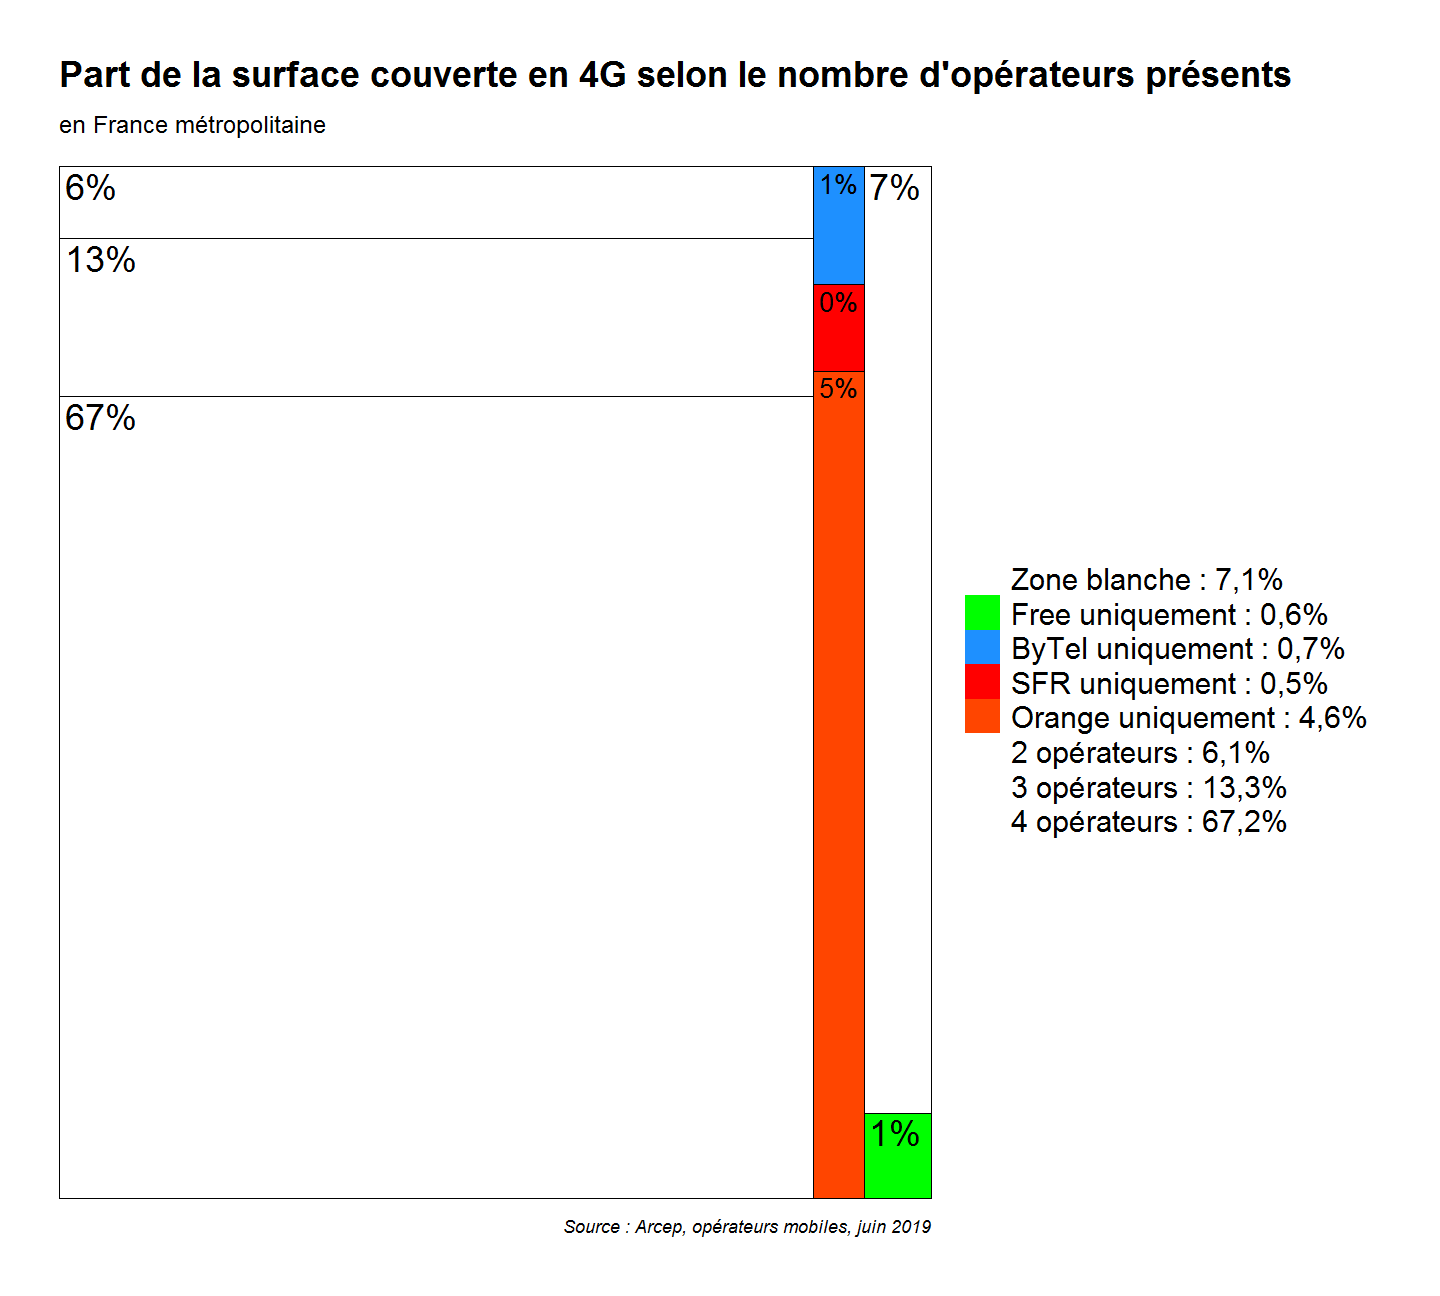 Part de la surface couverte en 4G selon le nombre d'opérateurs présents
en France métropolitaine
6%
1%
7%
13%
0%
5%
67%
1%
Zone blanche : 7,1%
Free uniquement : 0,6%
ByTel uniquement : 0,7%
SFR uniquement : 0,5%
Orange uniquement : 4,6%
2 opérateurs : 6,1%
3 opérateurs : 13,3%
4 opérateurs : 67,2%
Source : Arcep, opérateurs mobiles, juin 2019